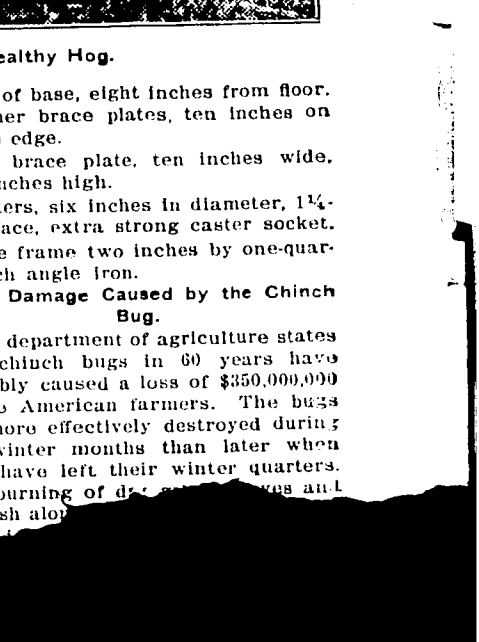 ealthy Hog.
of base, eight inches from floor.
ner brace plates, ten inches on
edge.
brace plate, ten inches wide,
nches high.
ers, six inches in diameter, 1¼-
face, extra strong caster socket.
e frame two inches by one-quar-
ch angle iron.
Damage Caused by the Chinch
Bug.
department of agriculture states
chinch bugs in 60 years have
bly caused a loss of $350,000,000
o American farmers. The bugs
more effectively destroyed during
winter months than later when
have left their winter quarters.
burning of and
sh